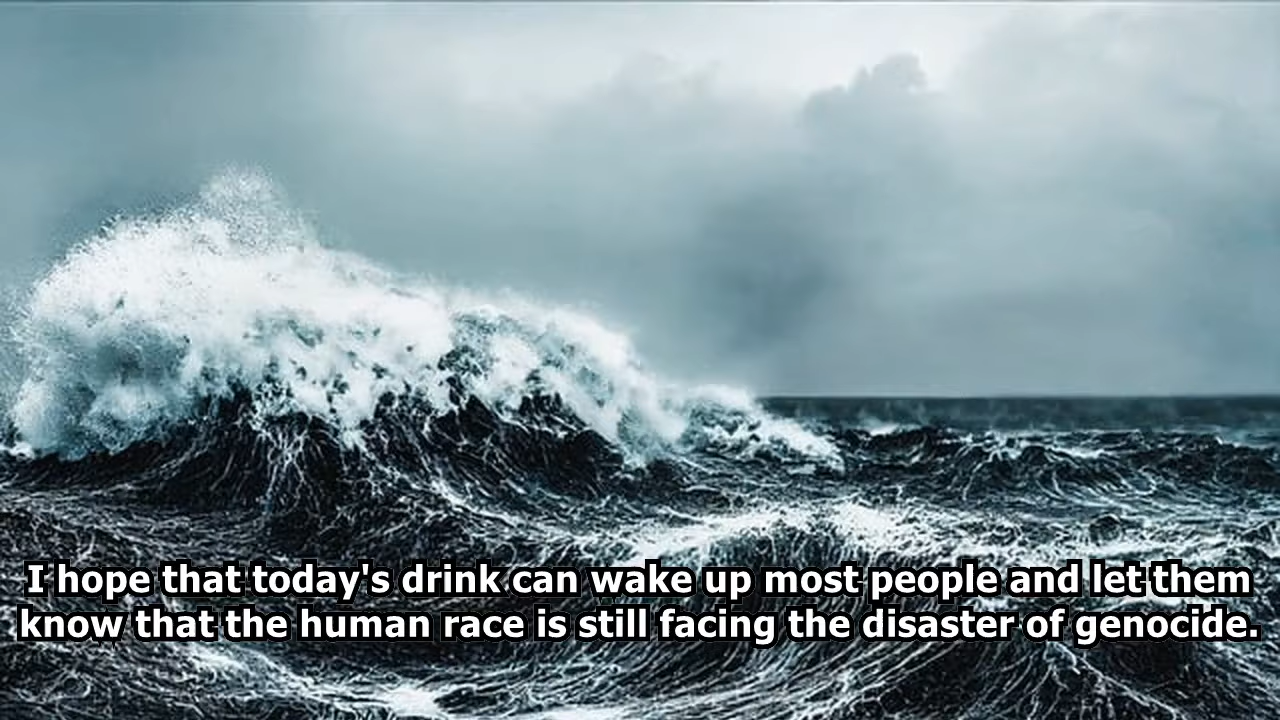 I hope that today's drink can wake up most people and let them
know that the human race is still facing the disaster of genocide.